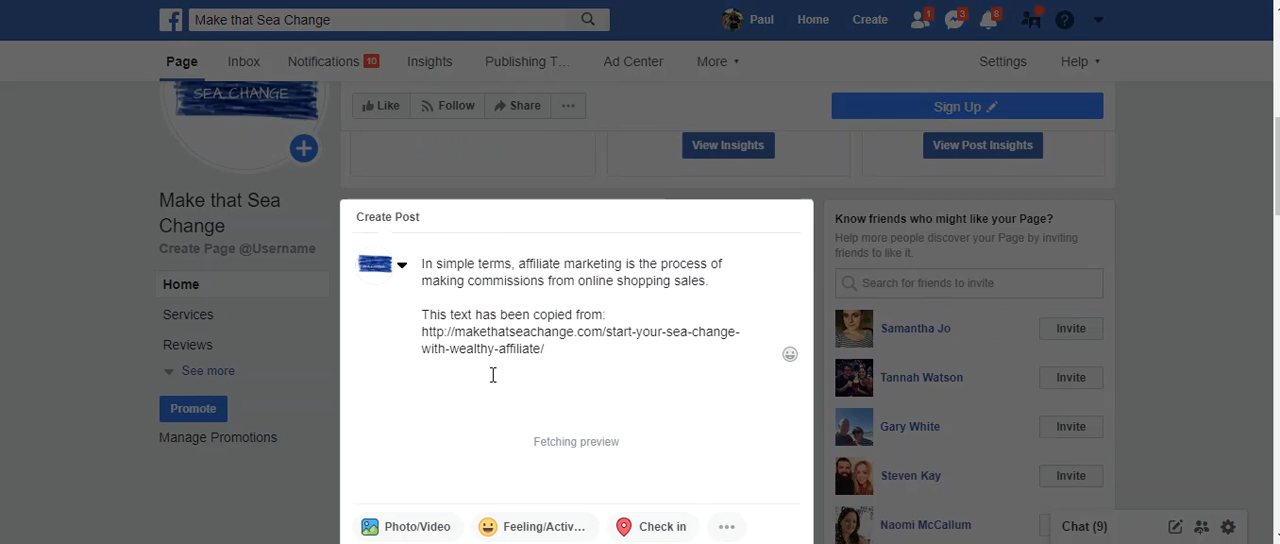 Make that Sea Change
Paul
Home
Create
1
3
8
Page
Inbox
Notifications 10
Insights
Publishing T...
Ad Center
More
Settings
Help
SEA CHANGE
Like
Follow
Share
Sign Up
View Insights
View Post Insights
Make that Sea
Change
Create Page @Username
Home
Services
Reviews
See more
Promote
Manage Promotions
Create Post
In simple terms, affiliate marketing is the process of
making commissions from online shopping sales.
This text has been copied from:
http://makethatseachange.com/start-your-sea-change-
with-wealthy-affiliate/
Fetching preview
Photo/Video
Feeling/Activ...
Check in
Know friends who might like your Page?
Help more people discover your Page by inviting
friends to like it.
Search for friends to invite
Samantha Jo
Invite
Tannah Watson
Invite
Gary White
Invite
Steven Kay
Invite
Naomi McCallum
Chat (9)